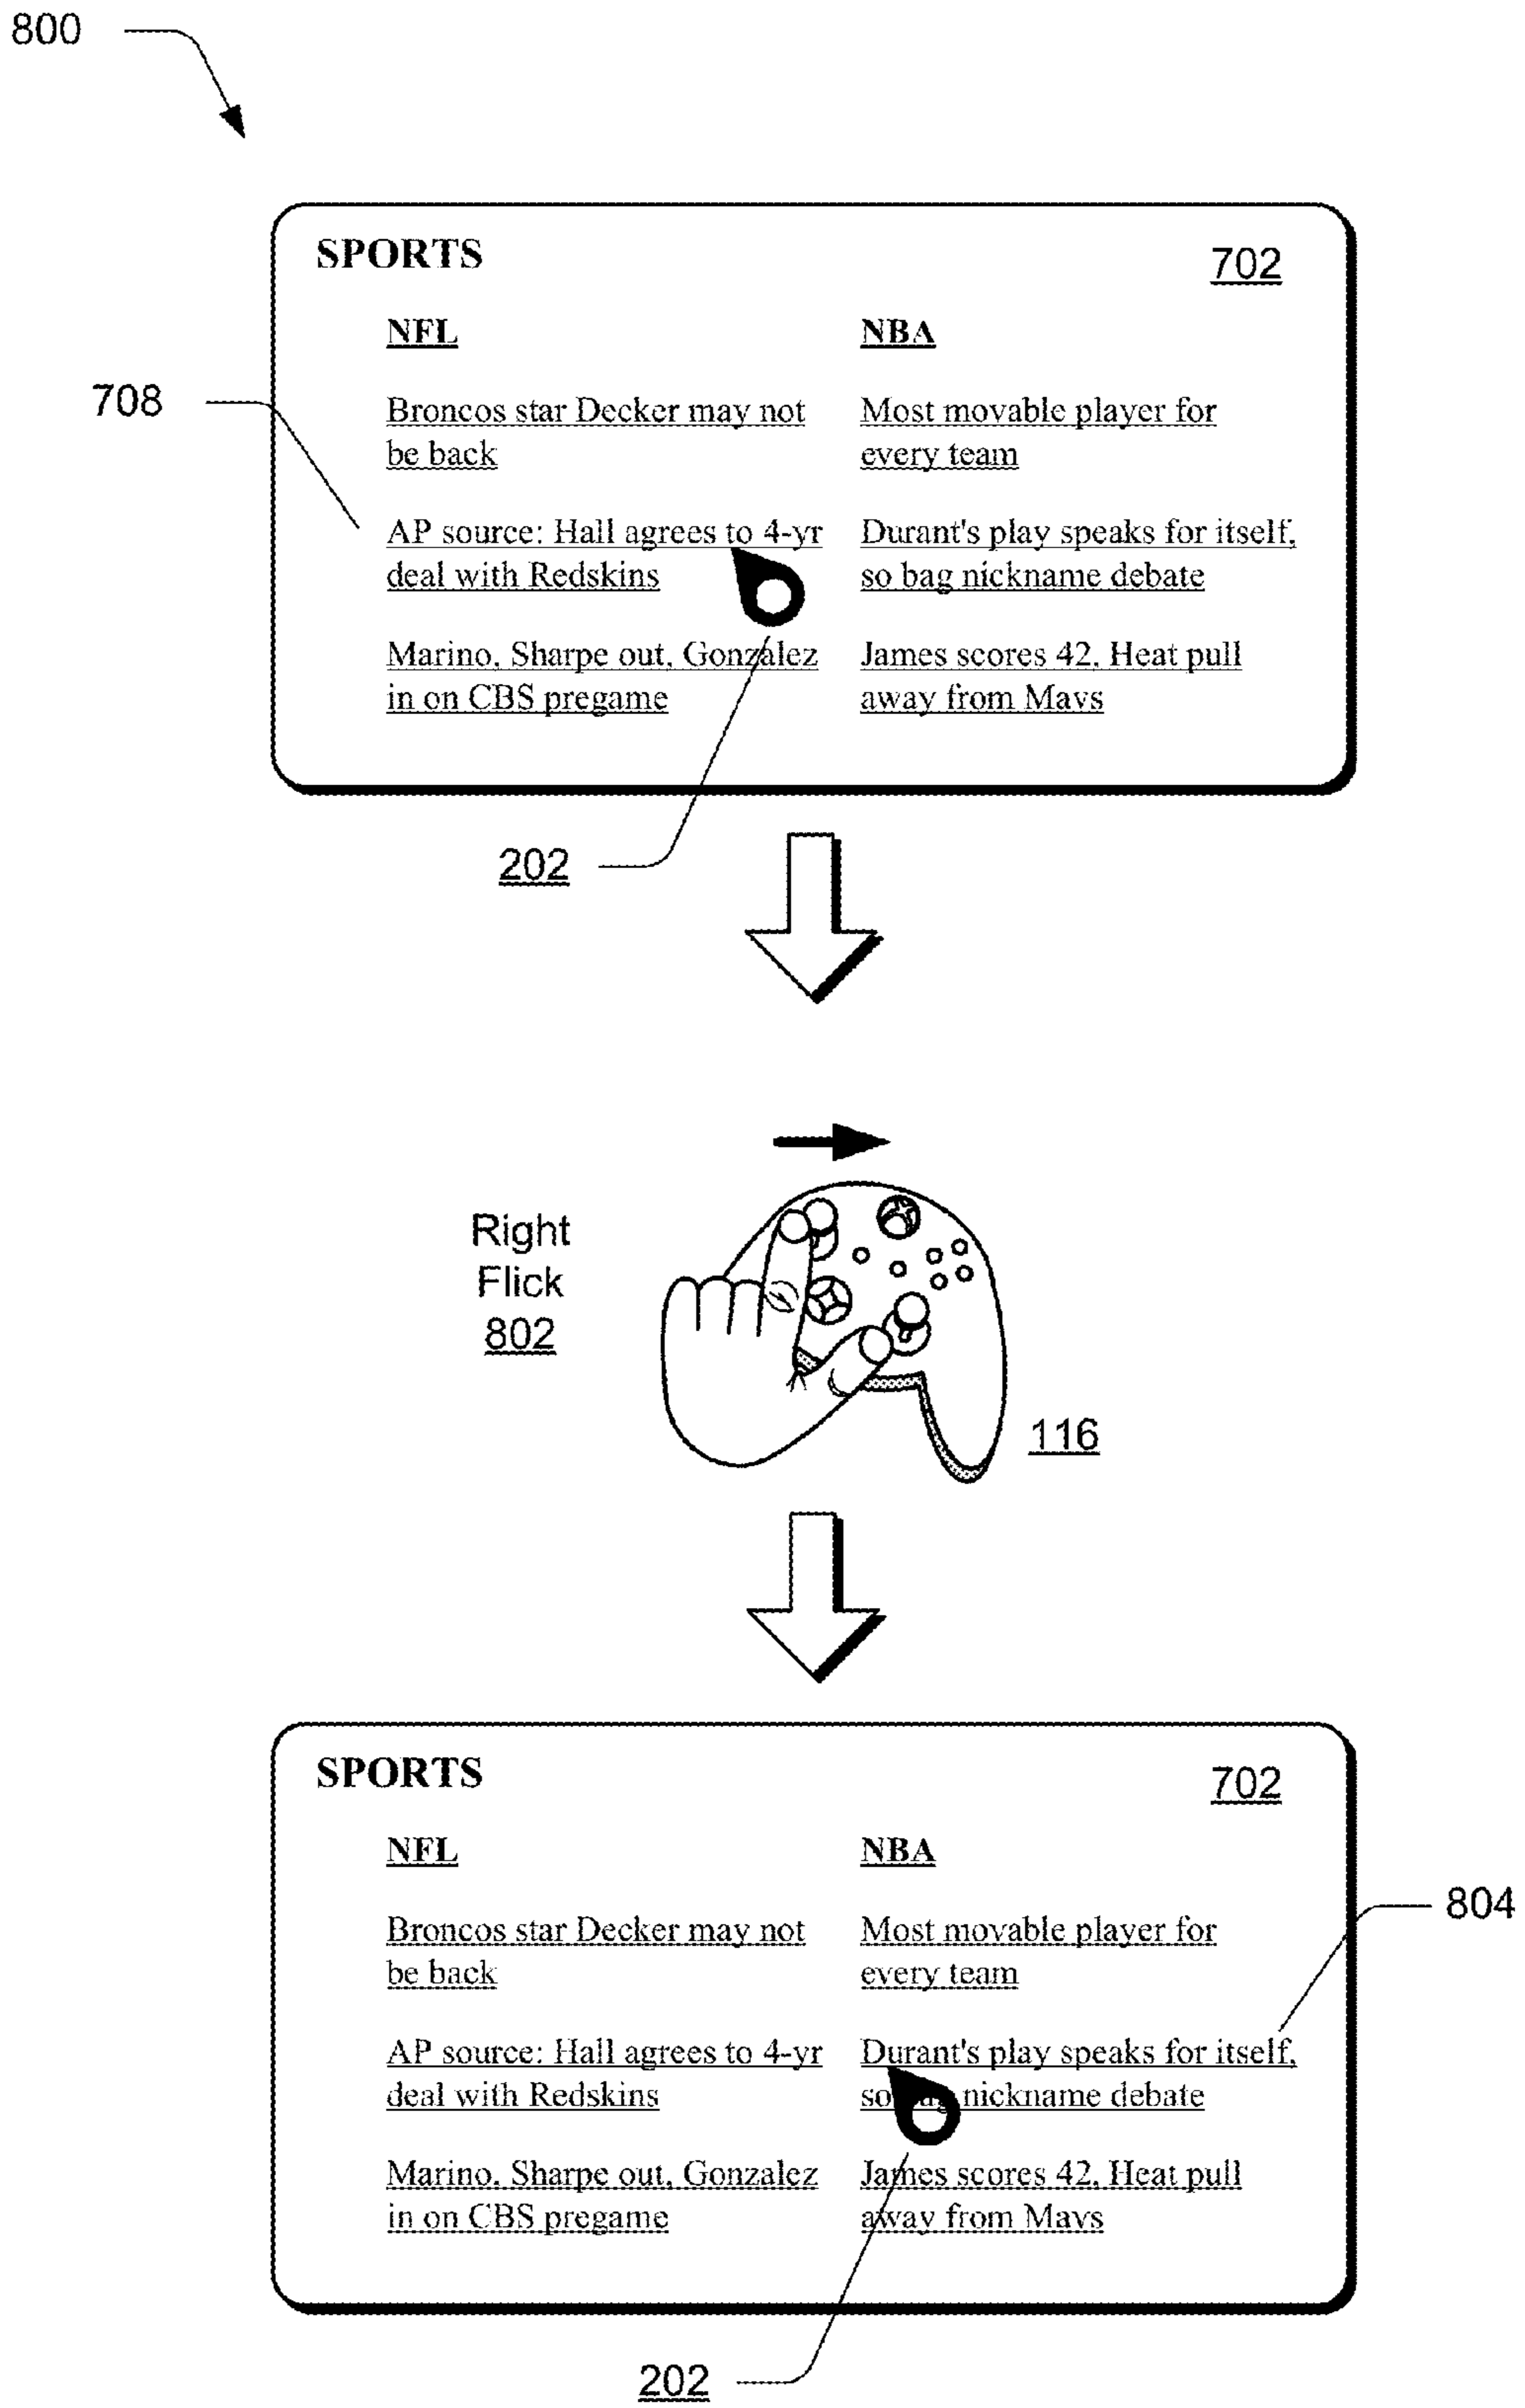 800
SPORTS
702
NFL
NBA
708
Broncos star Decker may not
be back
Most movable player for
every team
AP source: Hall agrees to 4-yr
deal with Redskins
Durant's play speaks for itself,
so bag nickname debate
Marino, Sharpe out, Gonzalez
in on CBS pregame
James scores 42, Heat pull
away from Mavs
202
Right
Flick
802
116
SPORTS
702
NFL
NBA
804
Broncos star Decker may not
be back
Most movable player for
every team
AP source: Hall agrees to 4-yr
deal with Redskins
Durant's play speaks for itself,
so bag nickname debate
Marino, Sharpe out, Gonzalez
in on CBS pregame
James scores 42, Heat pull
away from Mavs
202